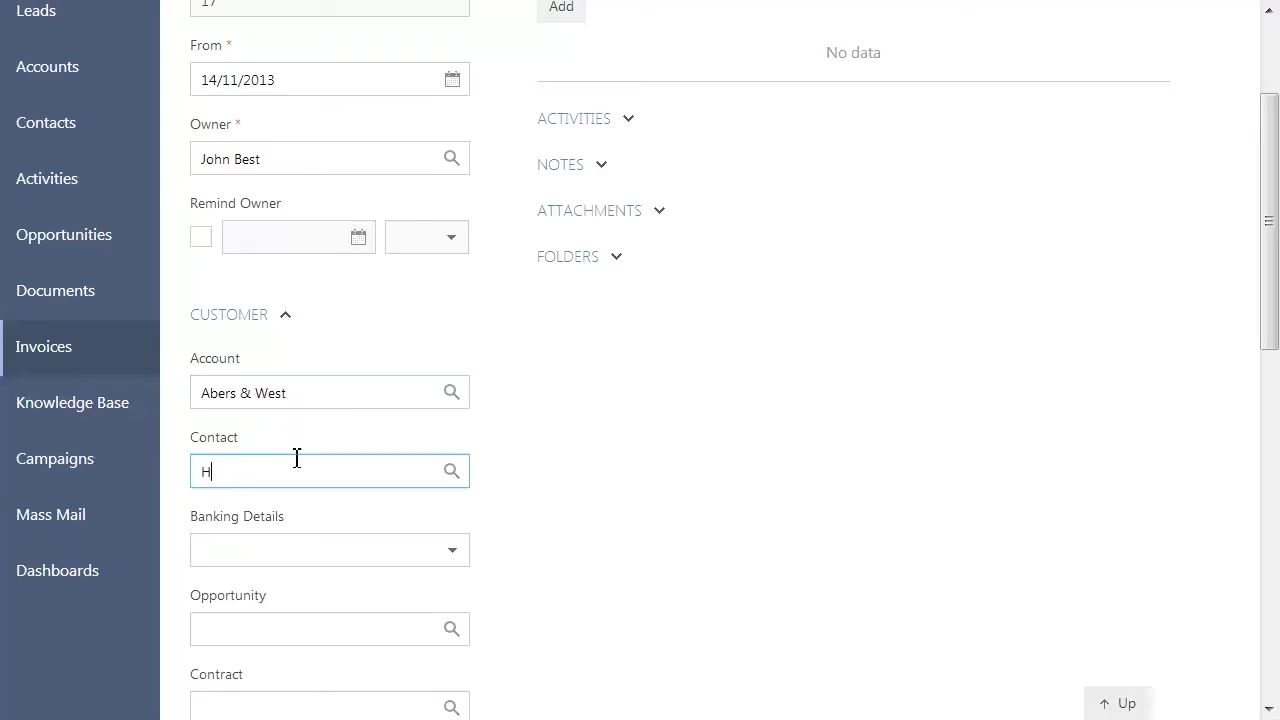 Leads
Accounts
Contacts
Activities
Opportunities
Documents
Invoices
Knowledge Base
Campaigns
Mass Mail
Dashboards
17
From *
14/11/2013
Owner *
John Best
Remind Owner
CUSTOMER
Account
Abers & West
Contact
H
Banking Details
Opportunity
Contract
Add
No data
ACTIVITIES
NOTES
ATTACHMENTS
FOLDERS
Up